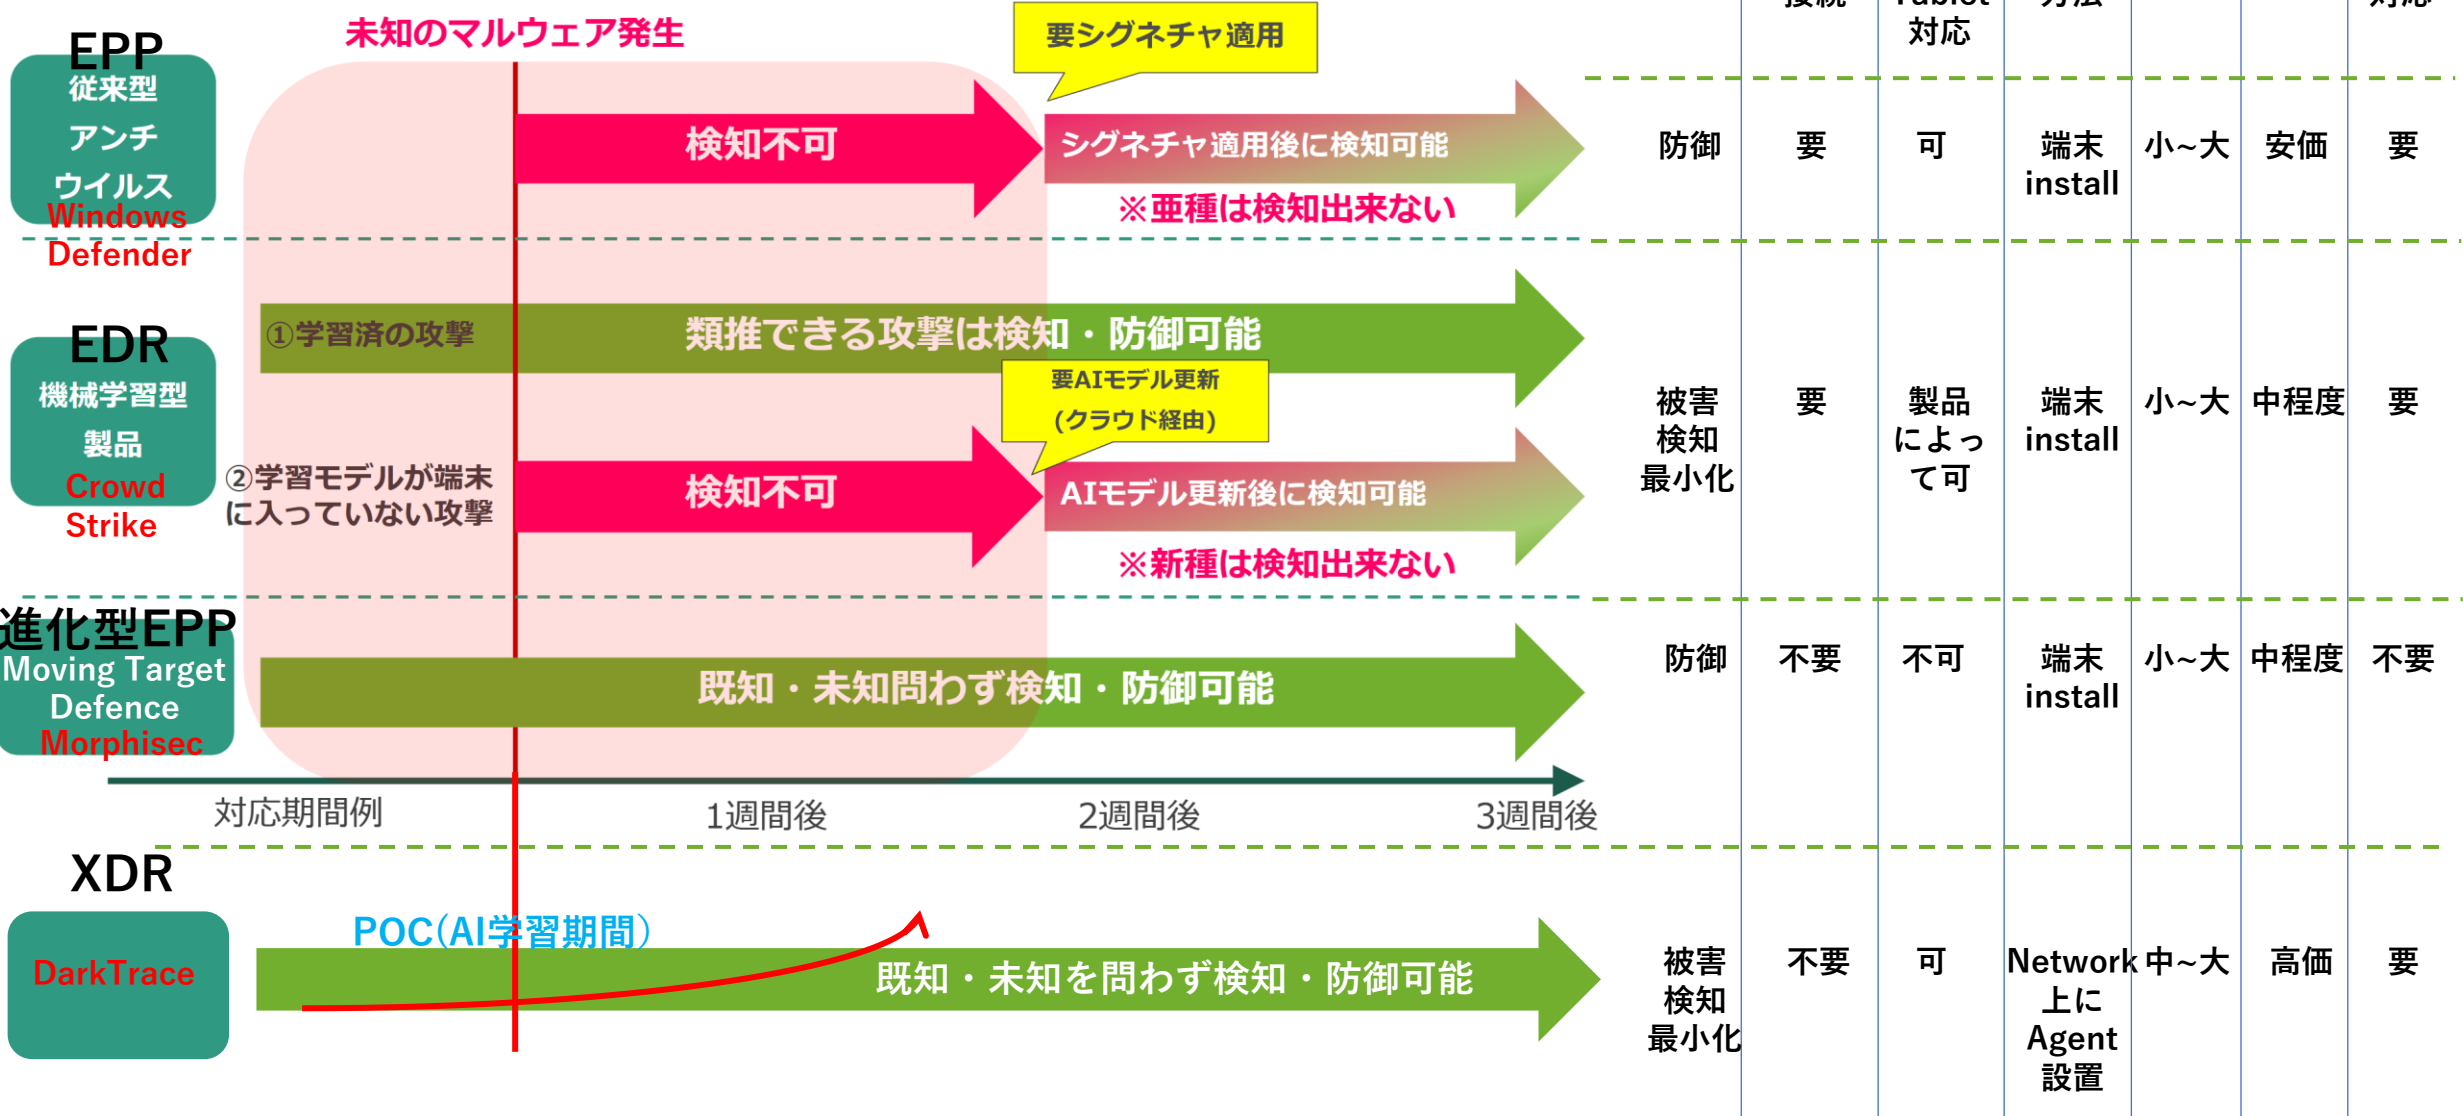 接続
Tablet
対応
方法
対応
未知のマルウェア発生
要シグネチャ適用
EPP
従来型
アンチ
ウイルス
Windows
Defender
検知不可
シグネチャ適用後に検知可能
※亜種は検知出来ない
防御
要
可
端末
install
小~大
安価
要
EDR
機械学習型
製品
Crowd
Strike
①学習済の攻撃
類推できる攻撃は検知・防御可能
要AIモデル更新
(クラウド経由)
②学習モデルが端末
に入っていない攻撃
検知不可
AIモデル更新後に検知可能
※新種は検知出来ない
被害
検知
最小化
要
製品
によっ
て可
端末
install
小~大
中程度
要
進化型EPP
Moving Target
Defence
Morphisec
既知・未知問わず検知・防御可能
防御
不要
不可
端末
install
小~大
中程度
不要
対応期間例
1週間後
2週間後
3週間後
XDR
DarkTrace
POC(AI学習期間）
既知・未知を問わず検知・防御可能
被害
検知
最小化
不要
可
Network
上に
Agent
設置
中~大
高価
要